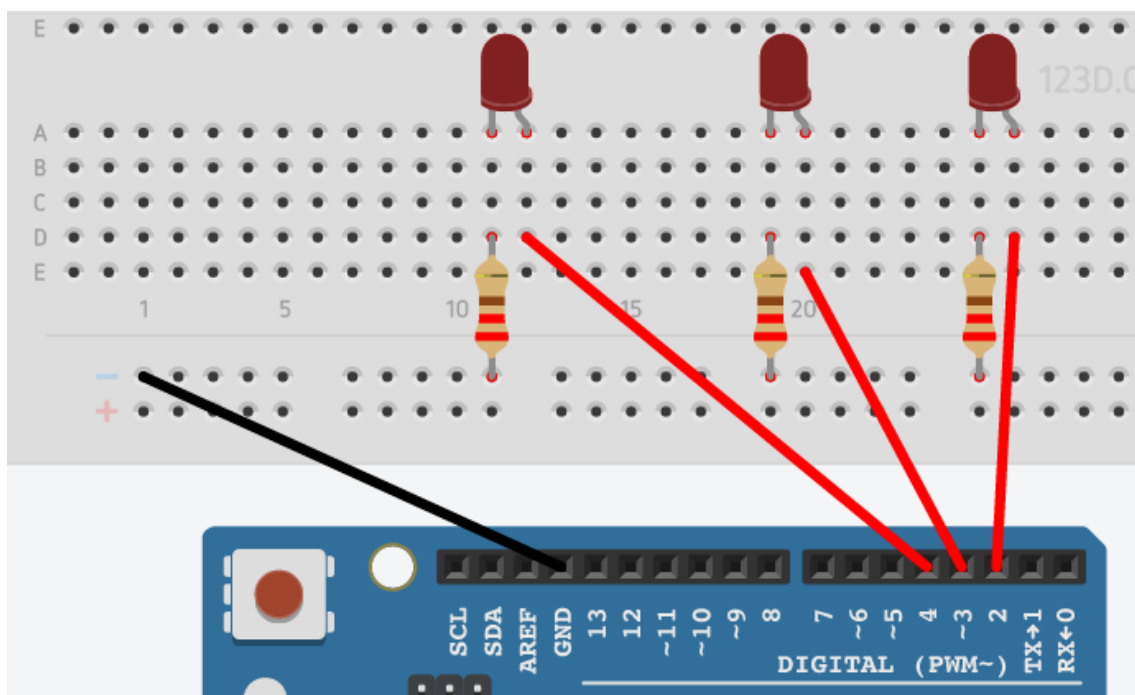 E
123D.C
A
B
C
D
E
1 5 10 15 20
−
+
SCL SDA AREF GND 13 12 ~11 ~10 ~9 8 7 ~6 ~5 4 ~3 2 TX→1 RX←0
DIGITAL (PWM~)